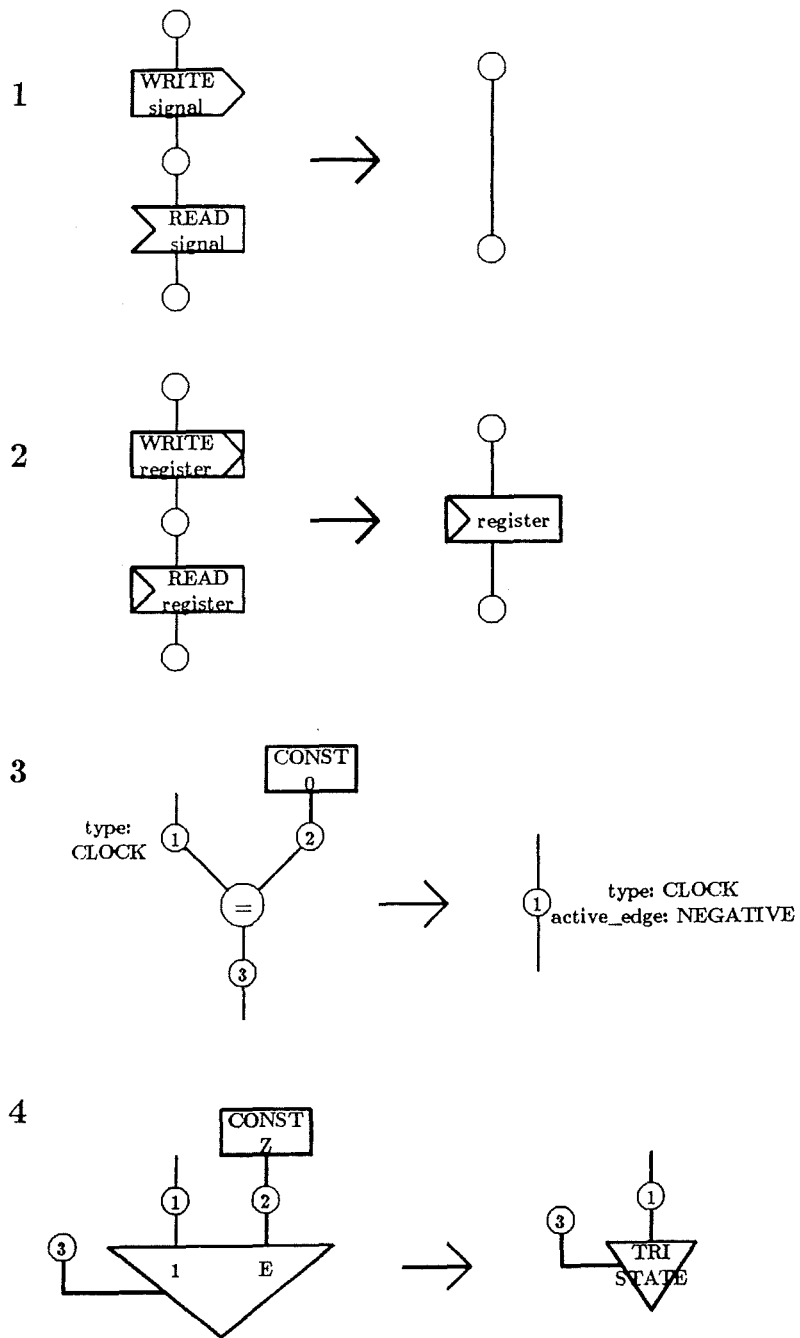 1
WRITE
signal
READ
signal
2
WRITE
register
READ
register
register
3
CONST
0
type:
CLOCK
1
2
=
3
1
type: CLOCK
active_edge: NEGATIVE
4
CONST
Z
1
2
3
1 E
1
3
TRI
STATE